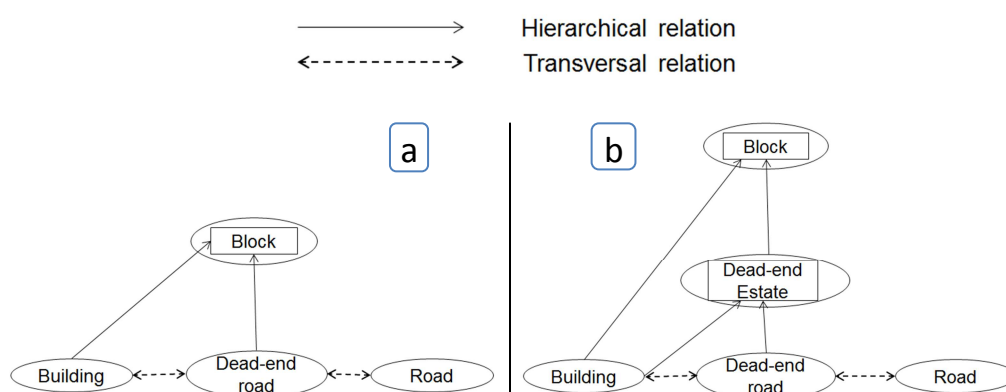 Hierarchical relation
Transversal relation
a
Block
Building
Dead-end
road
Road
b
Block
Dead-end
Estate
Building
Dead-end
road
Road